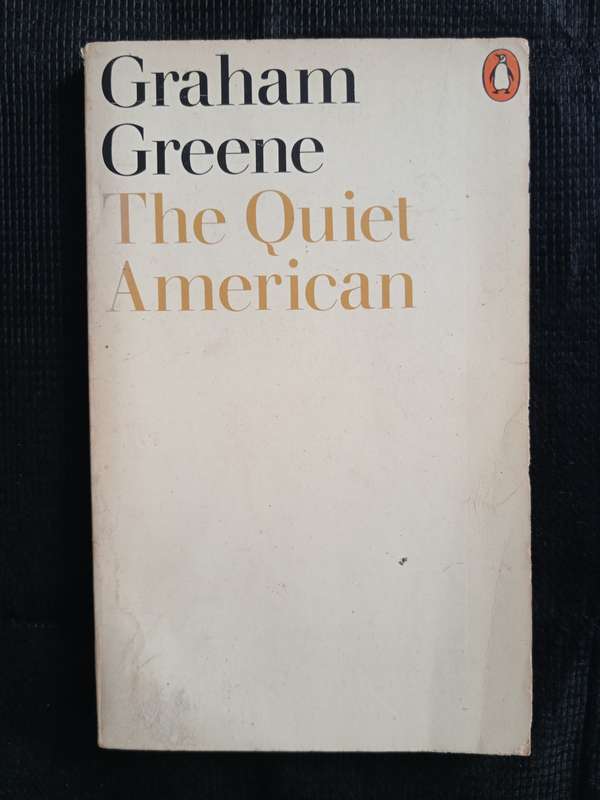 Graham
Greene
The Quiet
American